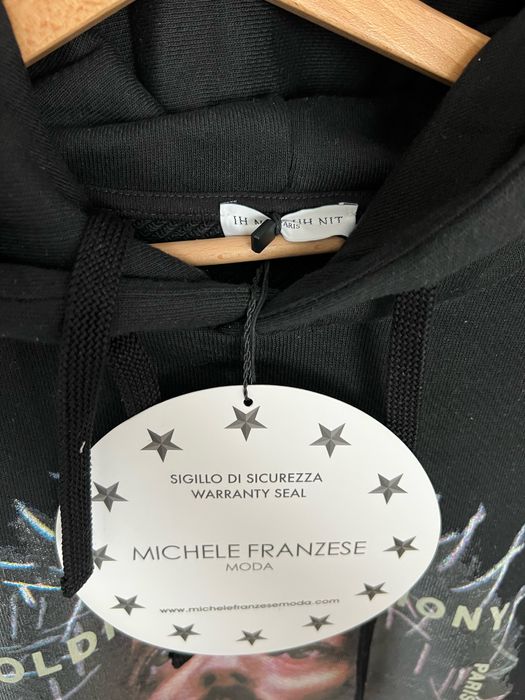 IH NOM UH NIT
PARIS
SIGILLO DI SICUREZZA
WARRANTY SEAL
MICHELE FRANZESE
MODA
www.michelefranzesemoda.com
OLD
ONY
PARIS